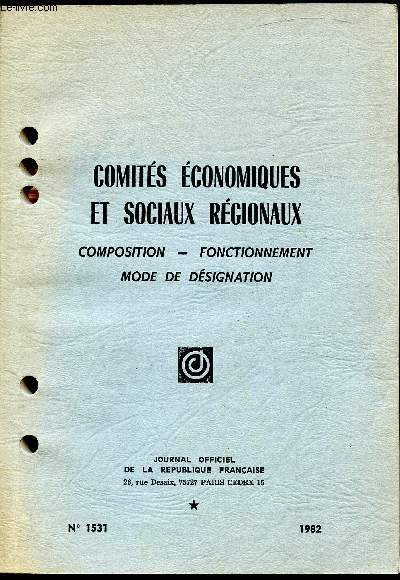 Le-livre.com
COMITÉS ÉCONOMIQUES
ET SOCIAUX RÉGIONAUX
COMPOSITION — FONCTIONNEMENT
MODE DE DÉSIGNATION
JOURNAL OFFICIEL
DE LA REPUBLIQUE FRANÇAISE
26, rue Desaix, 75727 PARIS CEDEX 15
N° 1531
1982